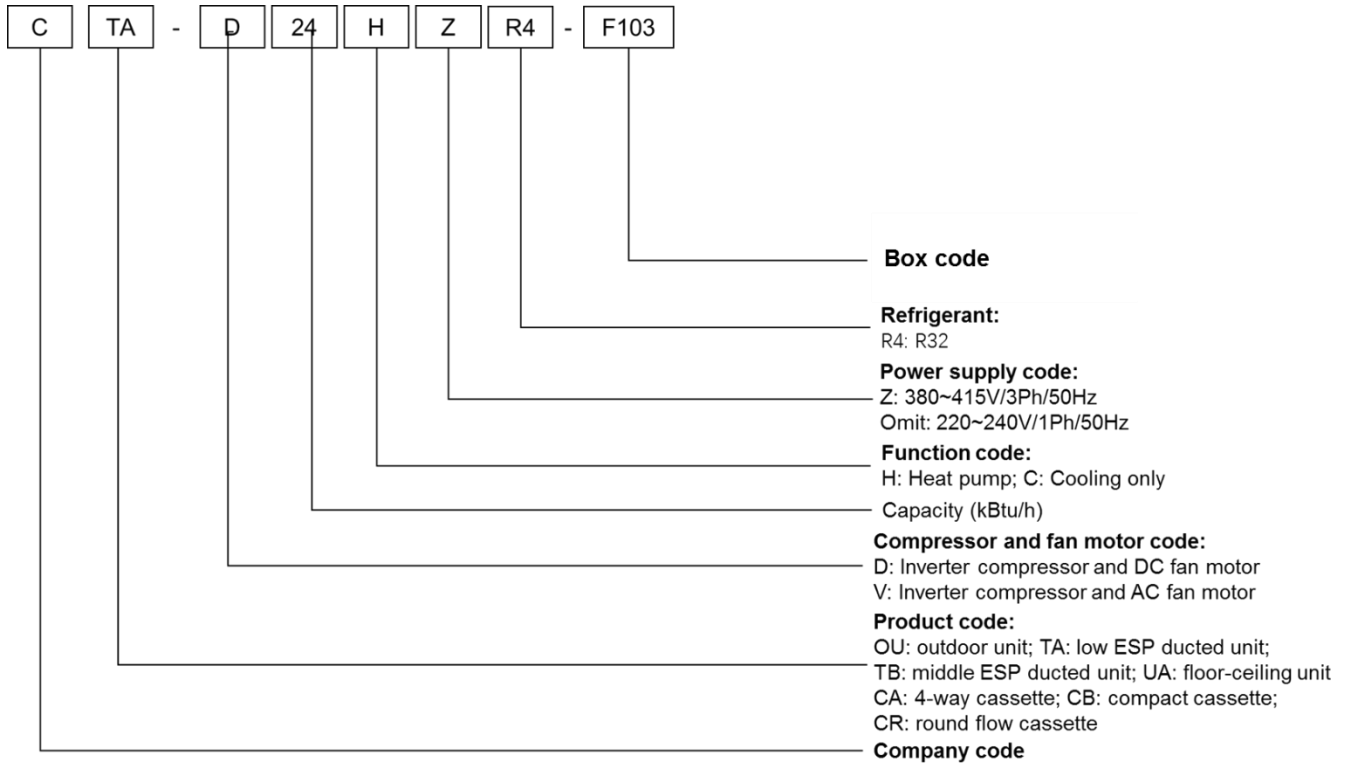 C TA - D 24 H Z R4 - F103
Box code
Refrigerant:
R4: R32
Power supply code:
Z: 380~415V/3Ph/50Hz
Omit: 220~240V/1Ph/50Hz
Function code:
H: Heat pump; C: Cooling only
Capacity (kBtu/h)
Compressor and fan motor code:
D: Inverter compressor and DC fan motor
V: Inverter compressor and AC fan motor
Product code:
OU: outdoor unit; TA: low ESP ducted unit;
TB: middle ESP ducted unit; UA: floor-ceiling unit
CA: 4-way cassette; CB: compact cassette;
CR: round flow cassette
Company code